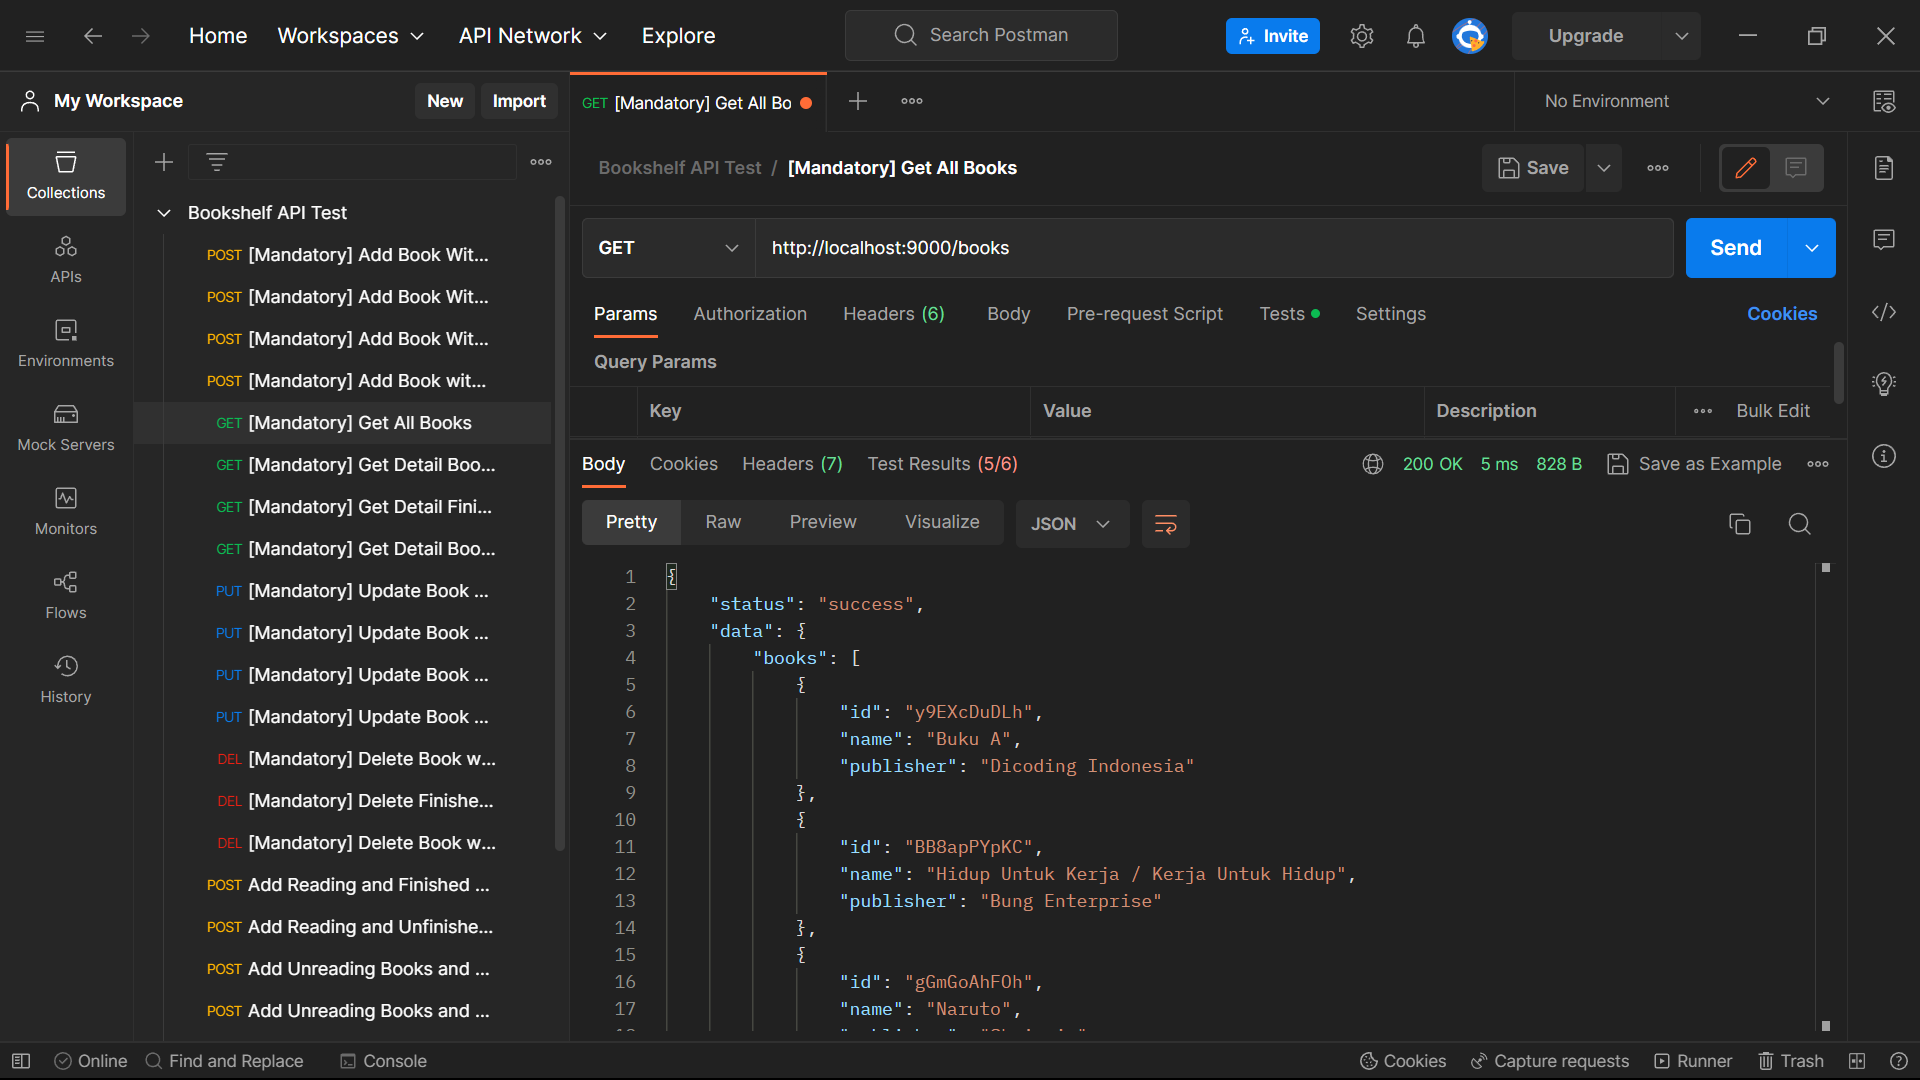 Home
Workspaces
API Network
Explore
Search Postman
Invite
Upgrade
My Workspace
New
Import
GET [Mandatory] Get All Bo
No Environment
Collections
APIs
Environments
Mock Servers
Monitors
Flows
History
Bookshelf API Test
POST [Mandatory] Add Book Wit...
POST [Mandatory] Add Book Wit...
POST [Mandatory] Add Book Wit...
POST [Mandatory] Add Book wit...
GET [Mandatory] Get All Books
GET [Mandatory] Get Detail Boo...
GET [Mandatory] Get Detail Fini...
GET [Mandatory] Get Detail Boo...
PUT [Mandatory] Update Book ...
PUT [Mandatory] Update Book ...
PUT [Mandatory] Update Book ...
PUT [Mandatory] Update Book ...
DEL [Mandatory] Delete Book w...
DEL [Mandatory] Delete Finishe...
DEL [Mandatory] Delete Book w...
POST Add Reading and Finished ...
POST Add Reading and Unfinishe...
POST Add Unreading Books and ...
POST Add Unreading Books and ...
Bookshelf API Test / [Mandatory] Get All Books
Save
GET
http://localhost:9000/books
Send
Params
Authorization
Headers (6)
Body
Pre-request Script
Tests
Settings
Cookies
Query Params
Key
Value
Description
Bulk Edit
Body
Cookies
Headers (7)
Test Results (5/6)
200 OK
5 ms
828 B
Save as Example
Pretty
Raw
Preview
Visualize
JSON
1 {
2 "status": "success",
3 "data": {
4 "books": [
5 {
6 "id": "y9EXcDuDLh",
7 "name": "Buku A",
8 "publisher": "Dicoding Indonesia"
9 },
10 {
11 "id": "BB8apPYpKC",
12 "name": "Hidup Untuk Kerja / Kerja Untuk Hidup",
13 "publisher": "Bung Enterprise"
14 },
15 {
16 "id": "gGmGoAhFOh",
17 "name": "Naruto",
Online
Find and Replace
Console
Cookies
Capture requests
Runner
Trash